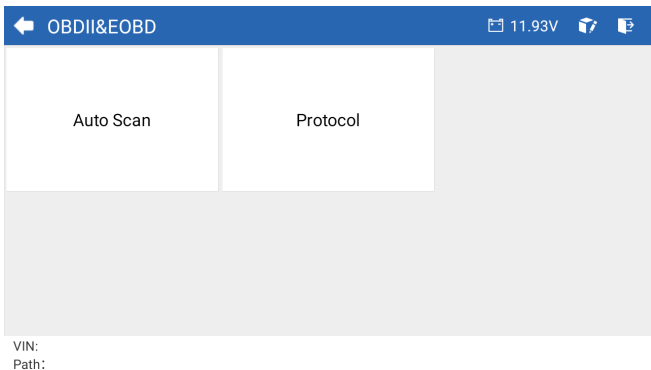 OBDII&EOBD
11.93V
Auto Scan
Protocol
VIN:
Path：